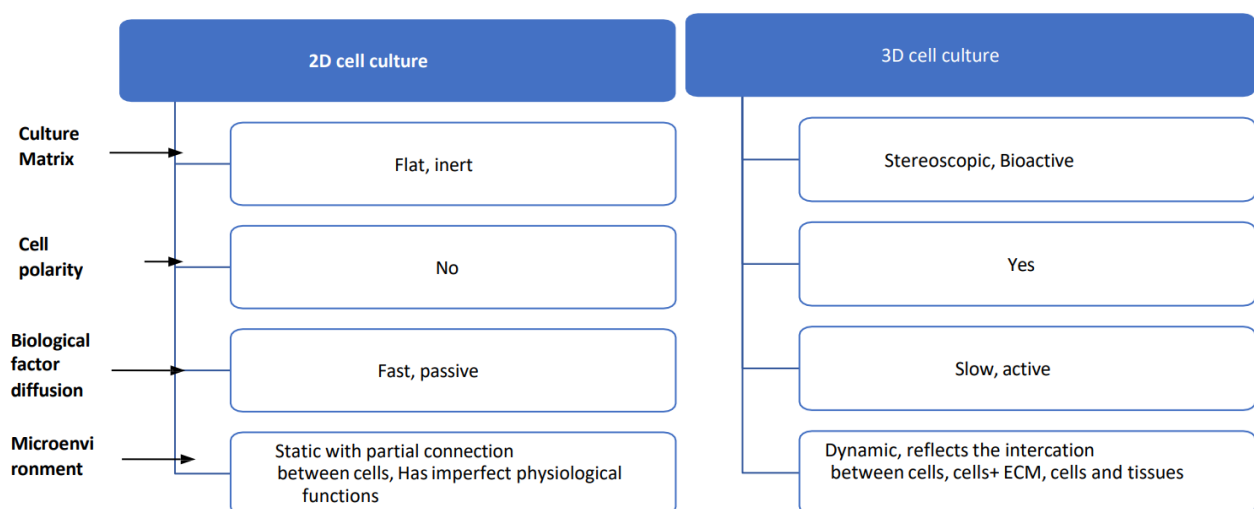 2D cell culture
3D cell culture
Culture
Matrix
Flat, inert
Stereoscopic, Bioactive
Cell
polarity
No
Yes
Biological
factor
diffusion
Fast, passive
Slow, active
Microenvi
ronment
Static with partial connection
between cells, Has imperfect physiological
functions
Dynamic, reflects the intercation
between cells, cells+ ECM, cells and tissues